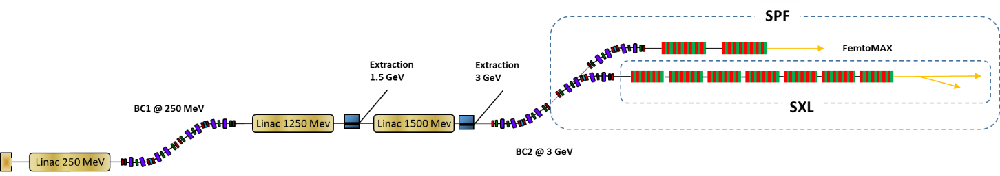 SPF
FemtoMAX
Extraction
1.5 GeV
Extraction
3 GeV
SXL
BC1 @ 250 MeV
Linac 1250 Mev
Linac 1500 Mev
BC2 @ 3 GeV
Linac 250 MeV